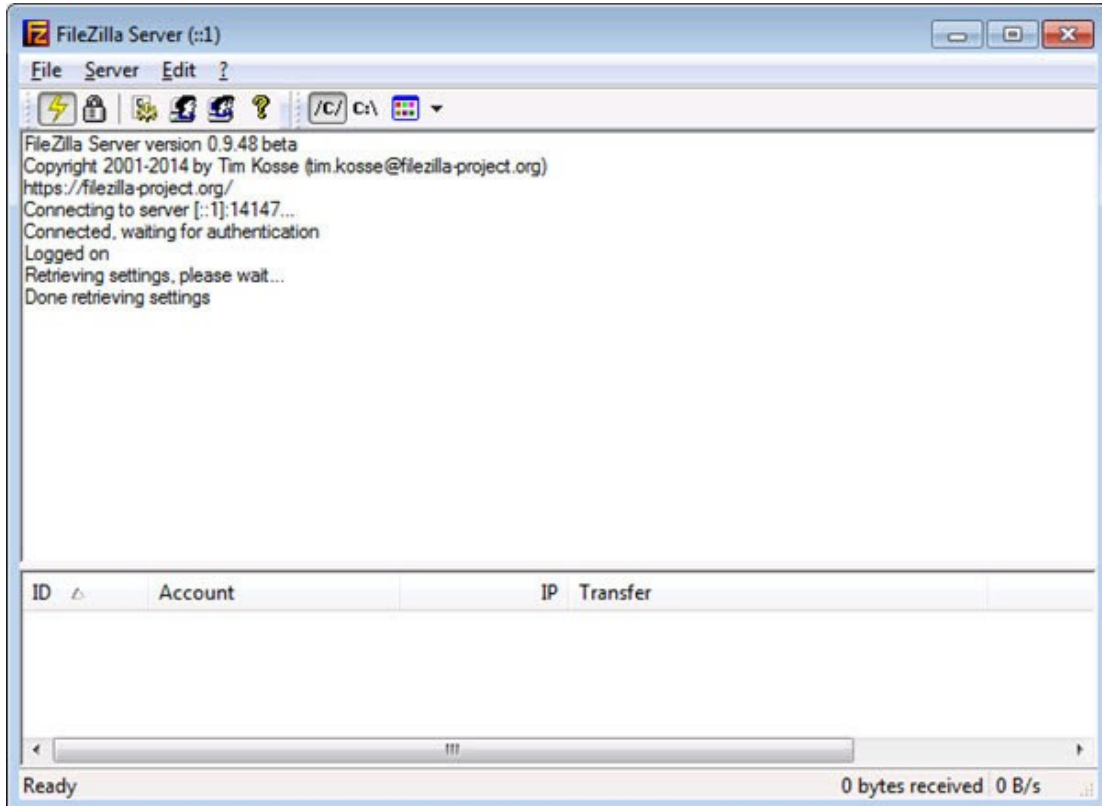 FileZilla Server (::1)
File Server Edit ?
/C/ C:\
FileZilla Server version 0.9.48 beta
Copyright 2001-2014 by Tim Kosse (tim.kosse@filezilla-project.org)
https://filezilla-project.org/
Connecting to server [::1]:14147...
Connected, waiting for authentication
Logged on
Retrieving settings, please wait...
Done retrieving settings
ID Account IP Transfer
Ready 0 bytes received 0 B/s